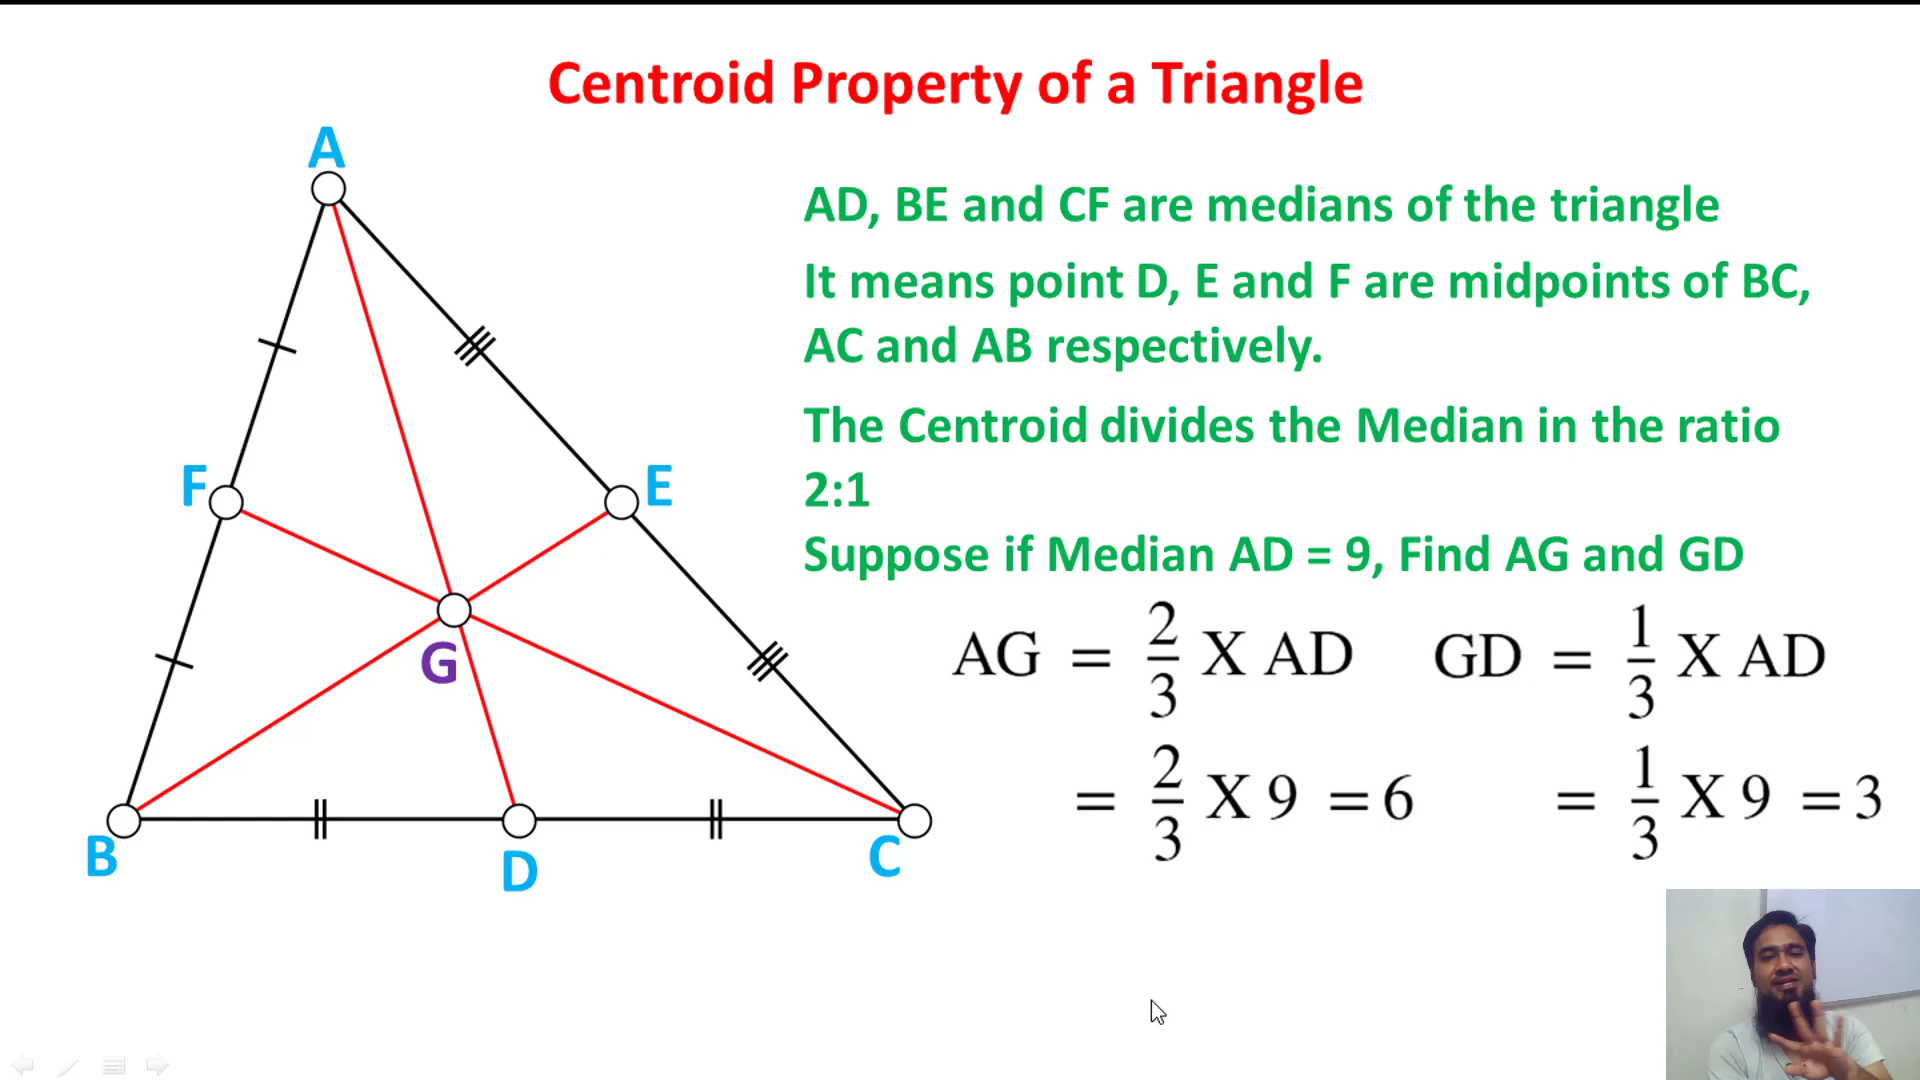 Centroid Property of a Triangle
A
AD, BE and CF are medians of the triangle
It means point D, E and F are midpoints of BC,
AC and AB respectively.
The Centroid divides the Median in the ratio
2:1
F
E
Suppose if Median AD = 9, Find AG and GD
G
AG = 2/3 X AD GD = 1/3 X AD
= 2/3 X 9 = 6 = 1/3 X 9 = 3
B
D
C